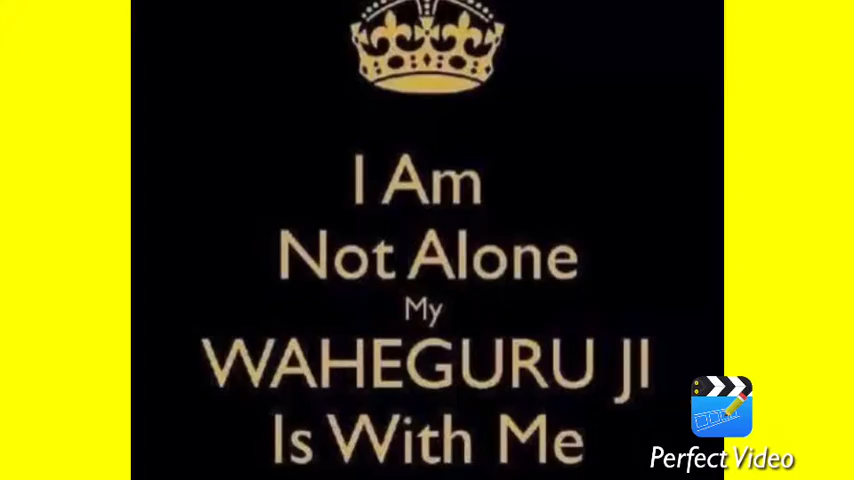 I Am
Not Alone
My
WAHEGURU JI
Is With Me
Perfect Video